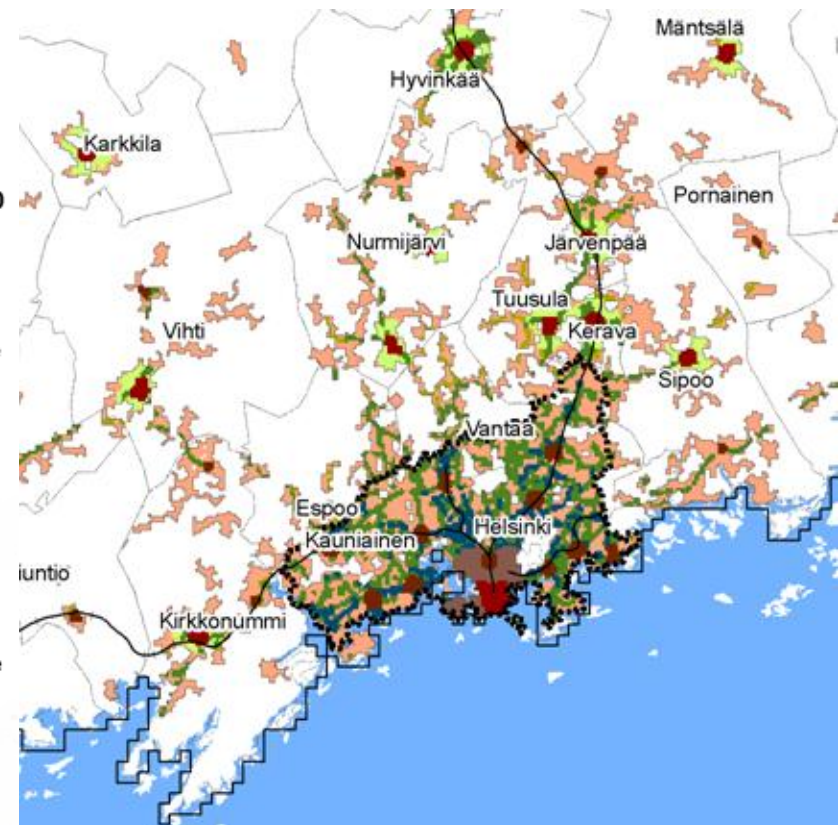 Mäntsälä
Hyvinkää
Karkkila
Pornainen
Nurmijärvi
Järvenpää
Tuusula
Vihti
Kerava
Sipoo
Vantaa
Espoo
Helsinki
Kauniainen
iuntio
Kirkkonummi